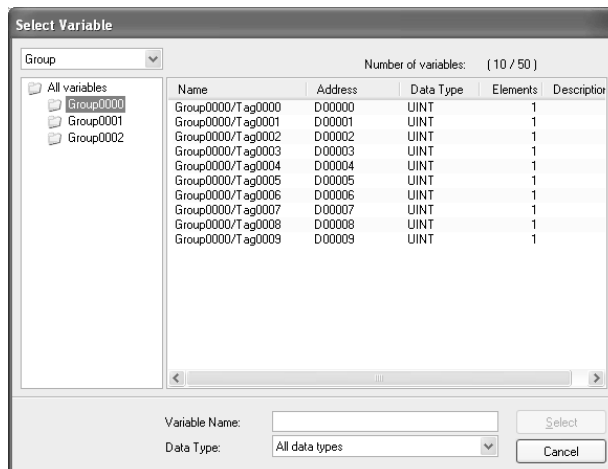 Select Variable
Group
Number of variables: ( 10 / 50 )
All variables
Group0000
Group0001
Group0002
Name Address Data Type Elements Description
Group0000/Tag0000 D00000 UINT 1
Group0000/Tag0001 D00001 UINT 1
Group0000/Tag0002 D00002 UINT 1
Group0000/Tag0003 D00003 UINT 1
Group0000/Tag0004 D00004 UINT 1
Group0000/Tag0005 D00005 UINT 1
Group0000/Tag0006 D00006 UINT 1
Group0000/Tag0007 D00007 UINT 1
Group0000/Tag0008 D00008 UINT 1
Group0000/Tag0009 D00009 UINT 1
Variable Name:
Select
Data Type: All data types
Cancel